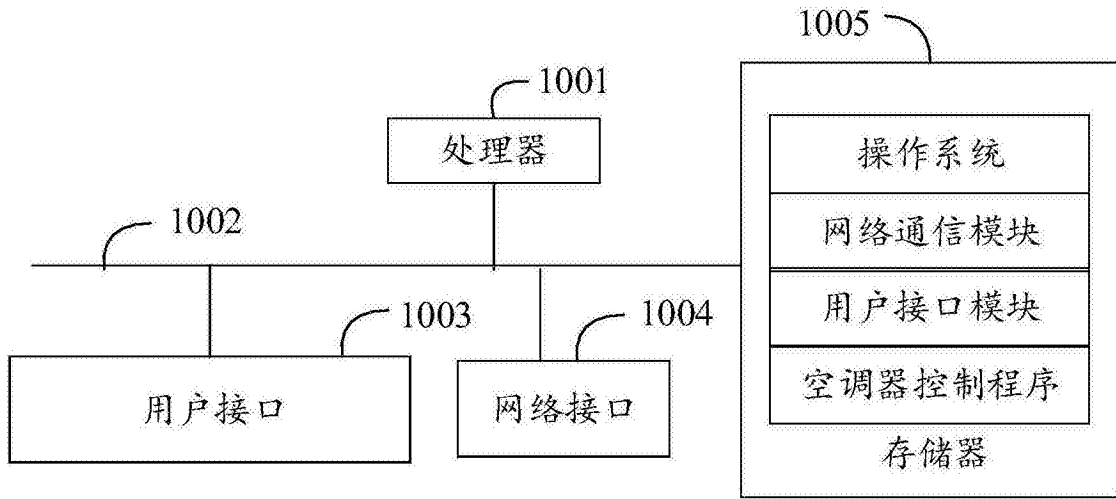 1005
1001
处理器
操作系统
1002
网络通信模块
用户接口模块
1003
1004
用户接口
网络接口
空调器控制程序
存储器